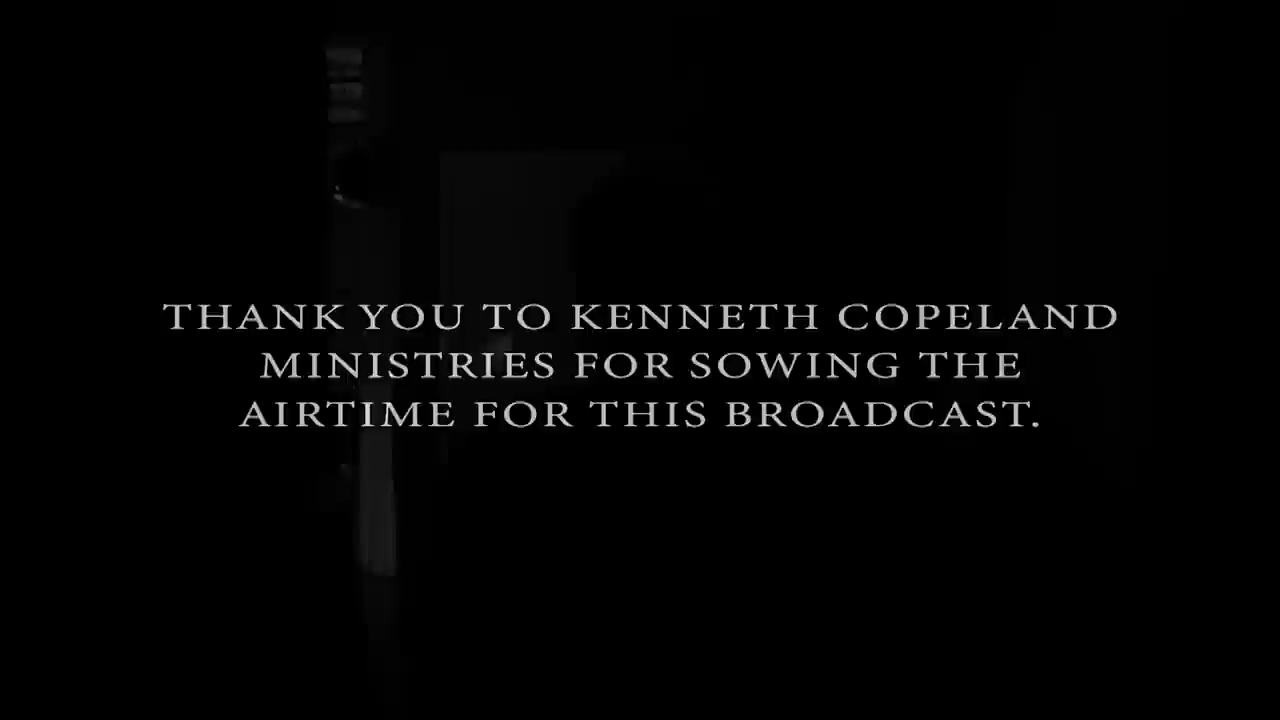 THANK YOU TO KENNETH COPELAND
MINISTRIES FOR SOWING THE
AIRTIME FOR THIS BROADCAST.